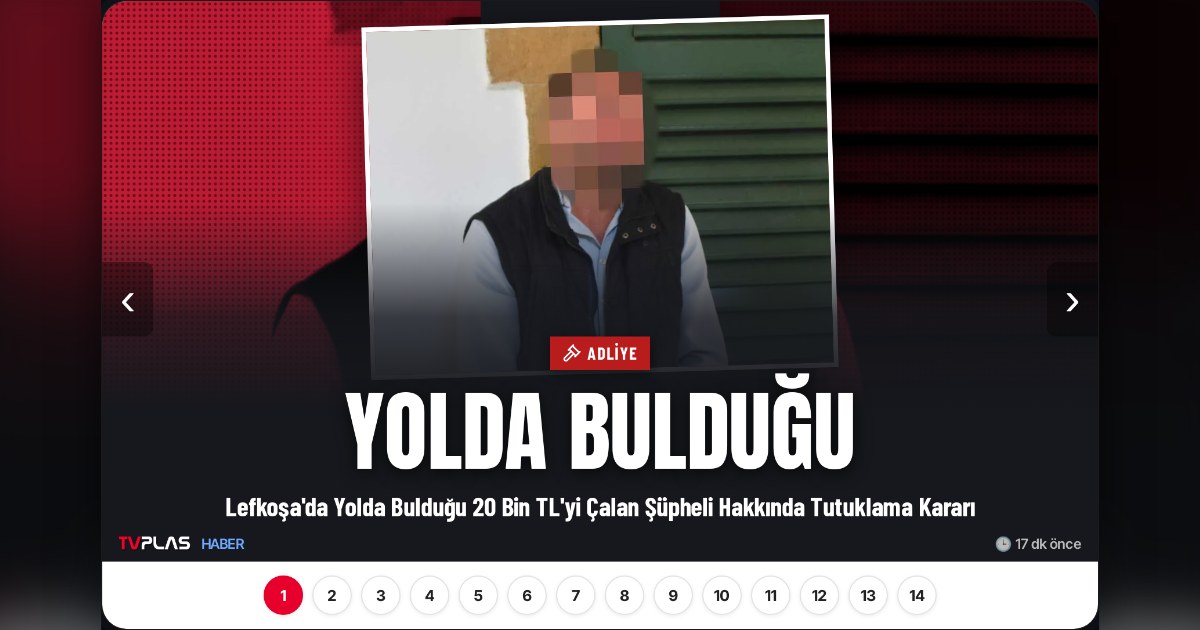 ADLİYE
YOLDA BULDUĞU
Lefkoşa'da Yolda Bulduğu 20 Bin TL'yi Çalan Şüpheli Hakkında Tutuklama Kararı
TVPLAS HABER 17 dk önce
1 2 3 4 5 6 7 8 9 10 11 12 13 14